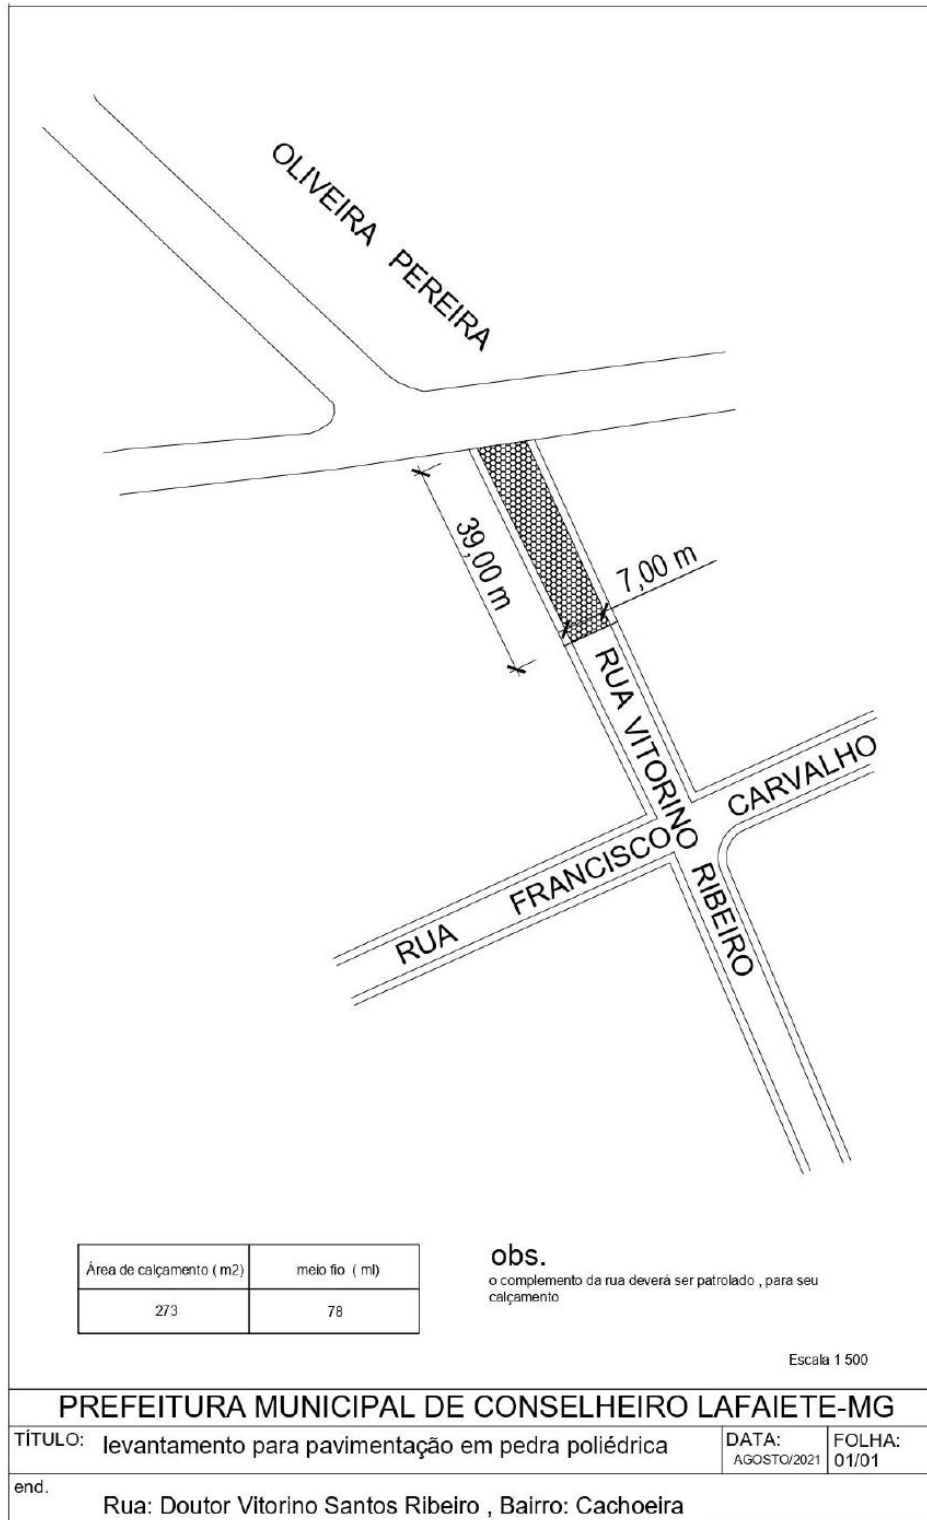 OLIVEIRA PEREIRA
39,00 m
7,00 m
RUA VITORINO RIBEIRO
RUA FRANCISCO CARVALHO
Área de calçamento ( m2) meio fio ( ml)
273 78
obs.
o complemento da rua deverá ser patrolado , para seu
calçamento
Escala 1 500
PREFEITURA MUNICIPAL DE CONSELHEIRO LAFAIETE-MG
TÍTULO: levantamento para pavimentação em pedra poliédrica
DATA:
AGOSTO/2021
FOLHA:
01/01
end.
Rua: Doutor Vitorino Santos Ribeiro , Bairro: Cachoeira